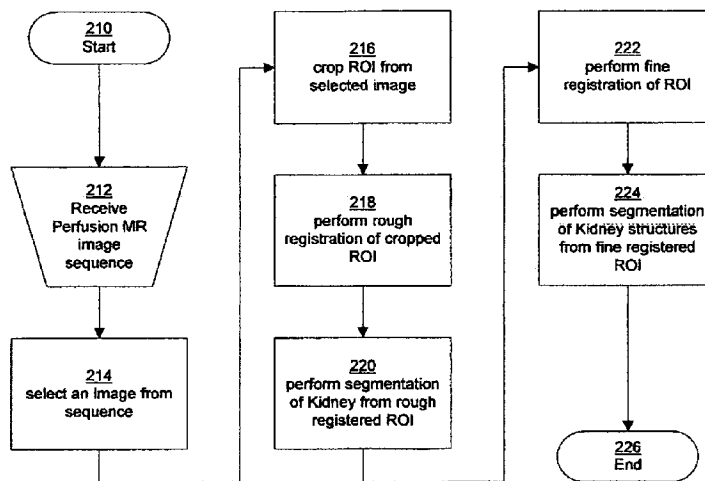 210
Start
212
Receive
Perfusion MR
image
sequence
214
select an image from
sequence
216
crop ROI from
selected image
218
perform rough
registration of cropped
ROI
220
perform segmentation
of Kidney from rough
registered ROI
222
perform fine
registration of ROI
224
perform segmentation
of Kidney structures
from fine registered
ROI
226
End